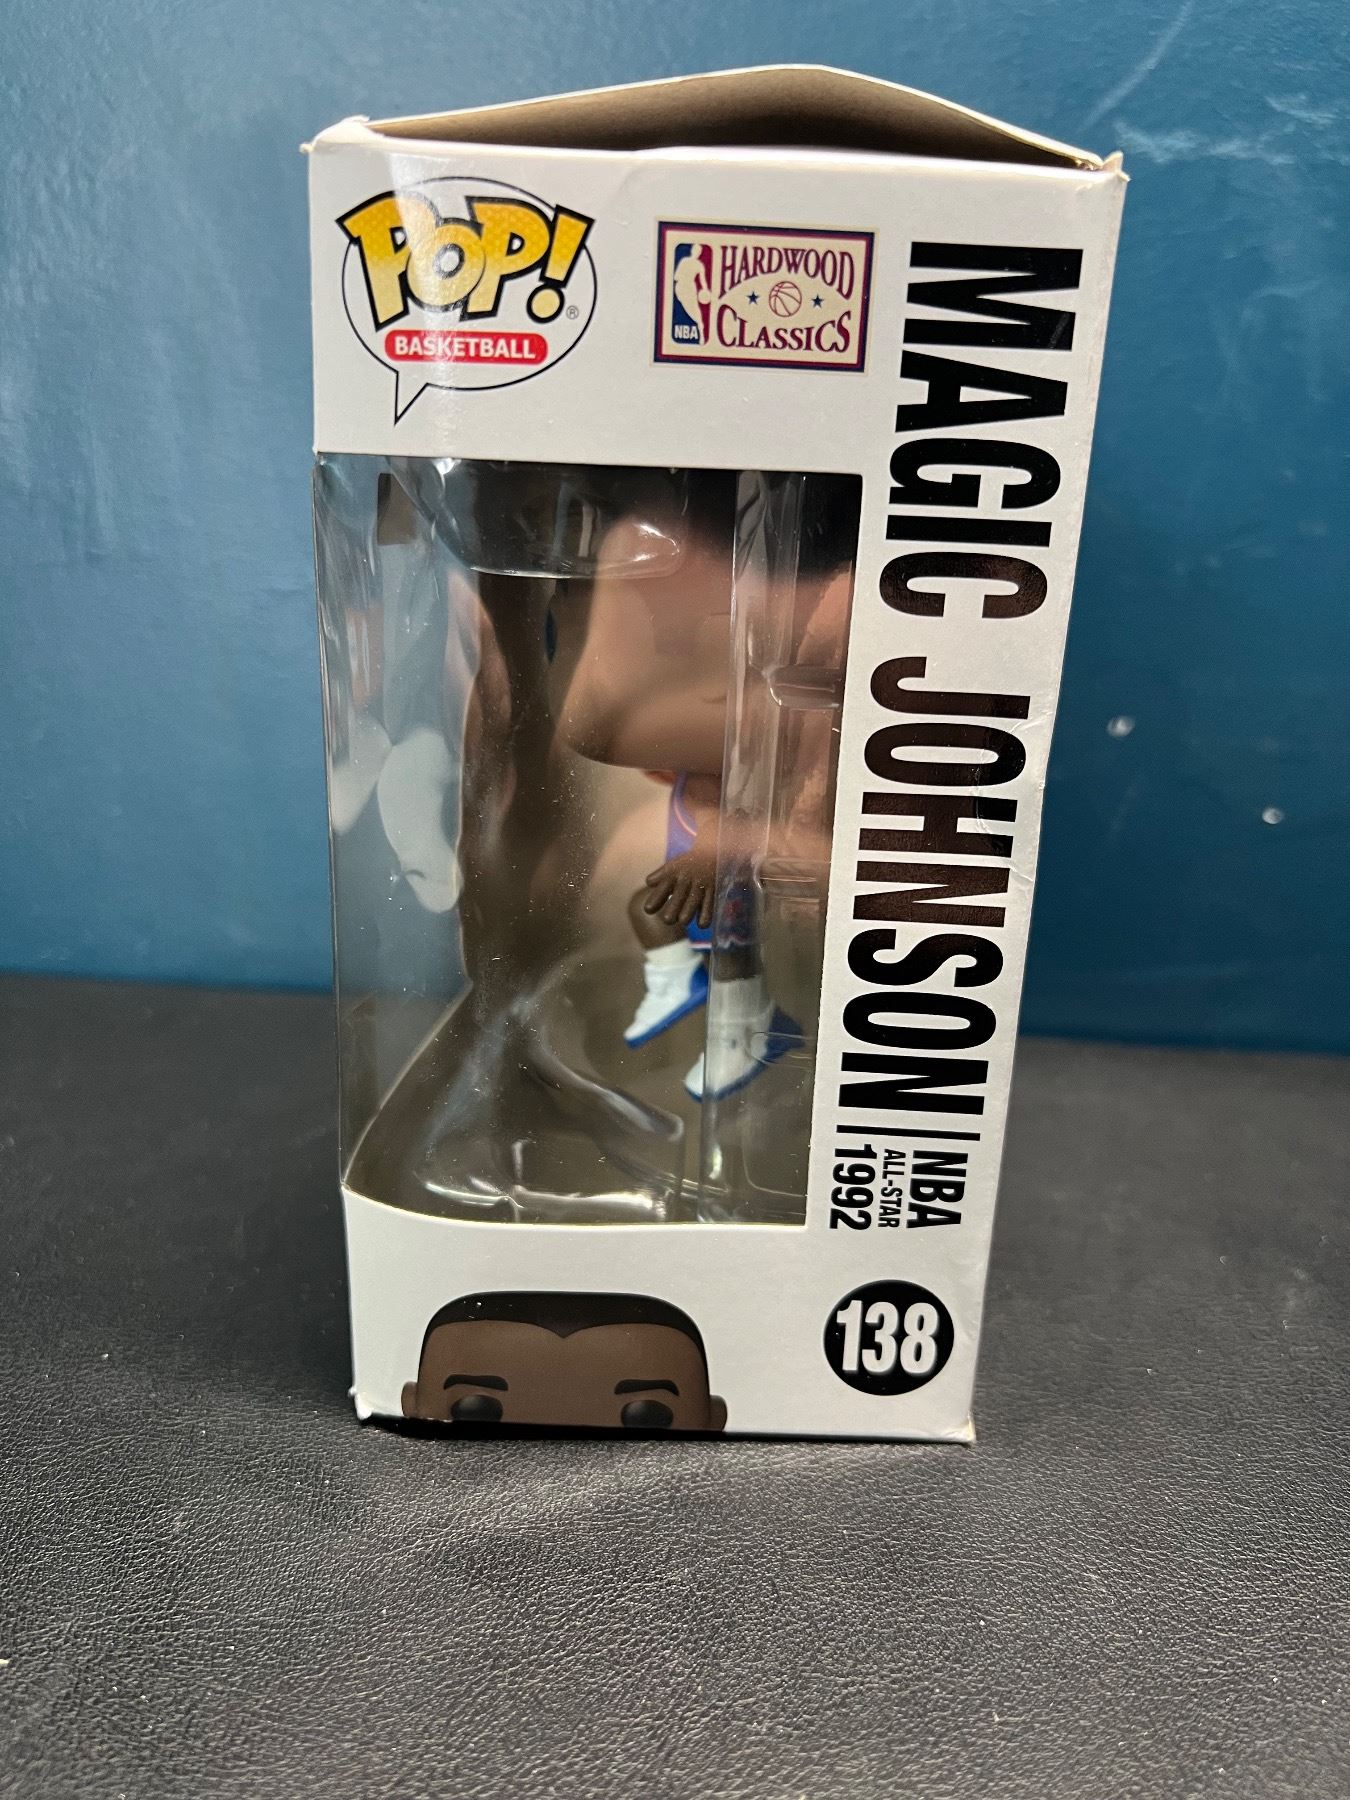 POP!
®
BASKETBALL
NBA
HARDWOOD
CLASSICS
MAGIC JOHNSON
NBA
ALL-STAR
1992
138